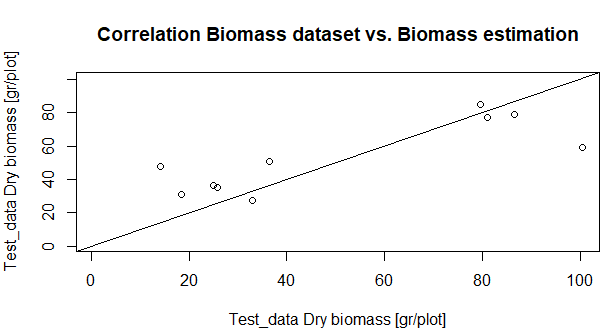 Correlation Biomass dataset vs. Biomass estimation
Test_data Dry biomass [gr/plot]
80
60
40
20
0
0 20 40 60 80 100
Test_data Dry biomass [gr/plot]